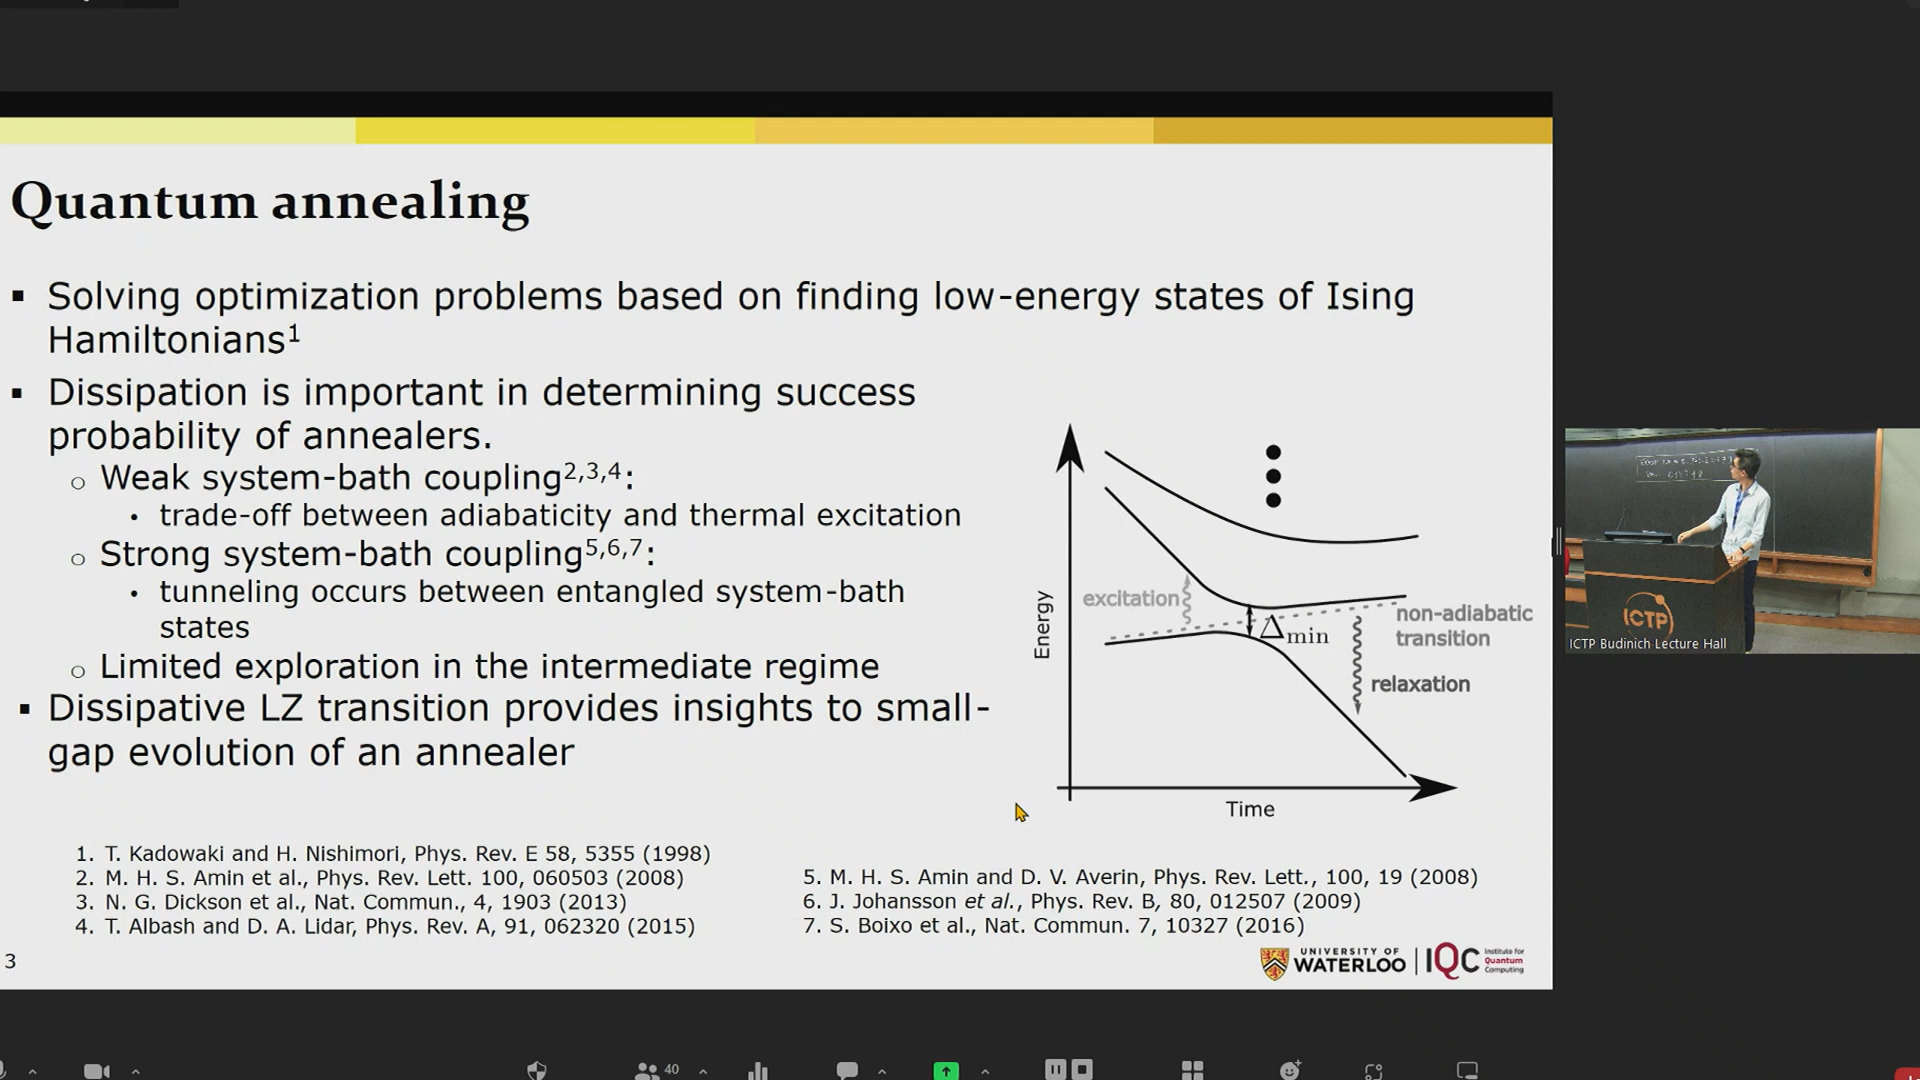 Quantum annealing
▪ Solving optimization problems based on finding low-energy states of Ising
Hamiltonians¹
▪ Dissipation is important in determining success
probability of annealers.
○ Weak system-bath coupling²,³,⁴:
• trade-off between adiabaticity and thermal excitation
○ Strong system-bath coupling⁵,⁶,⁷:
• tunneling occurs between entangled system-bath
states
○ Limited exploration in the intermediate regime
▪ Dissipative LZ transition provides insights to small-
gap evolution of an annealer
Energy
excitation
Δmin
non-adiabatic
transition
relaxation
Time
1. T. Kadowaki and H. Nishimori, Phys. Rev. E 58, 5355 (1998)
2. M. H. S. Amin et al., Phys. Rev. Lett. 100, 060503 (2008)
3. N. G. Dickson et al., Nat. Commun., 4, 1903 (2013)
4. T. Albash and D. A. Lidar, Phys. Rev. A, 91, 062320 (2015)
5. M. H. S. Amin and D. V. Averin, Phys. Rev. Lett., 100, 19 (2008)
6. J. Johansson et al., Phys. Rev. B, 80, 012507 (2009)
7. S. Boixo et al., Nat. Commun. 7, 10327 (2016)
3
UNIVERSITY OF
WATERLOO
IQC
Institute for
Quantum
Computing
ICTP
ICTP Budinich Lecture Hall
40